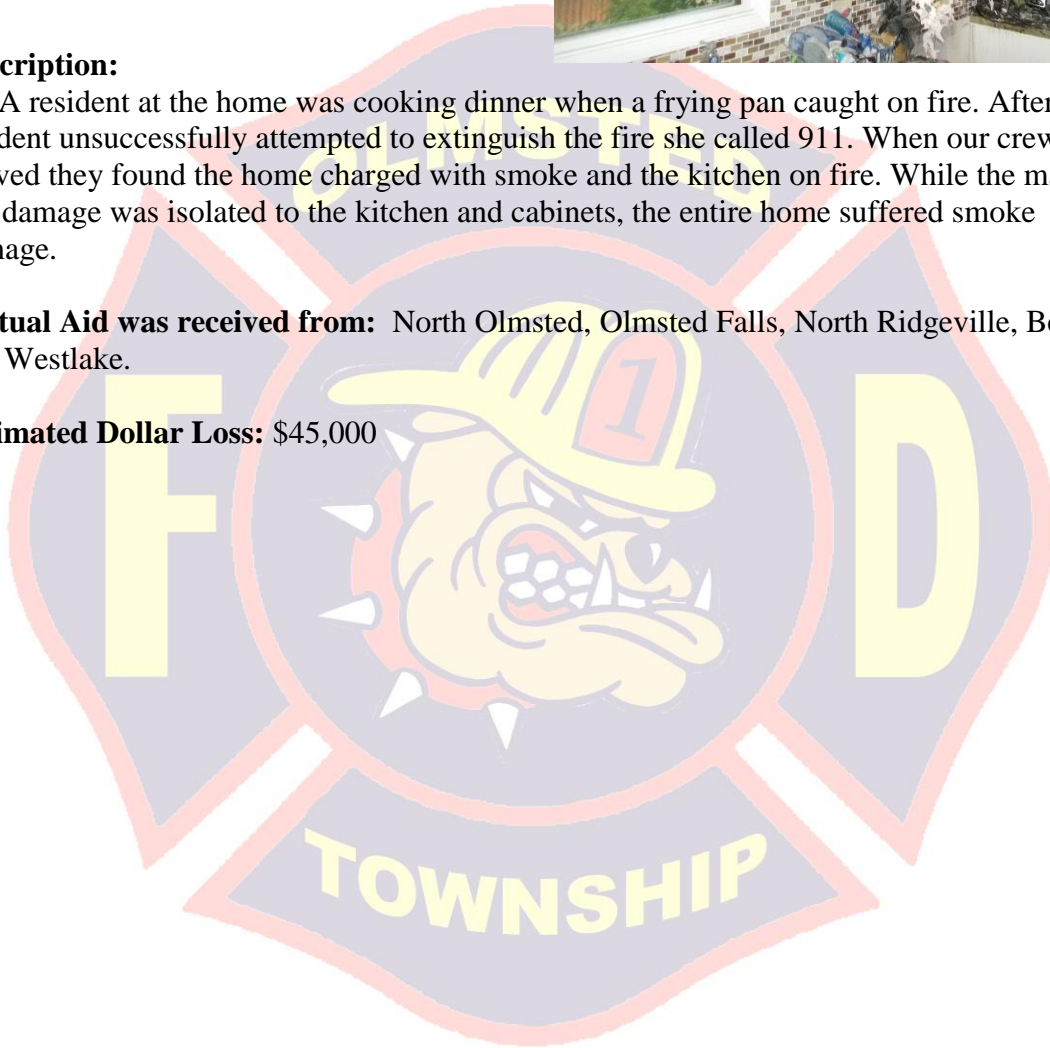 cription:
A resident at the home was cooking dinner when a frying pan caught on fire. After
dent unsuccessfully attempted to extinguish the fire she called 911. When our crew
ved they found the home charged with smoke and the kitchen on fire. While the m
damage was isolated to the kitchen and cabinets, the entire home suffered smoke
age.
tual Aid was received from: North Olmsted, Olmsted Falls, North Ridgeville, Be
Westlake.
imated Dollar Loss: $45,000
OLMSTED
1
F D
TOWNSHIP